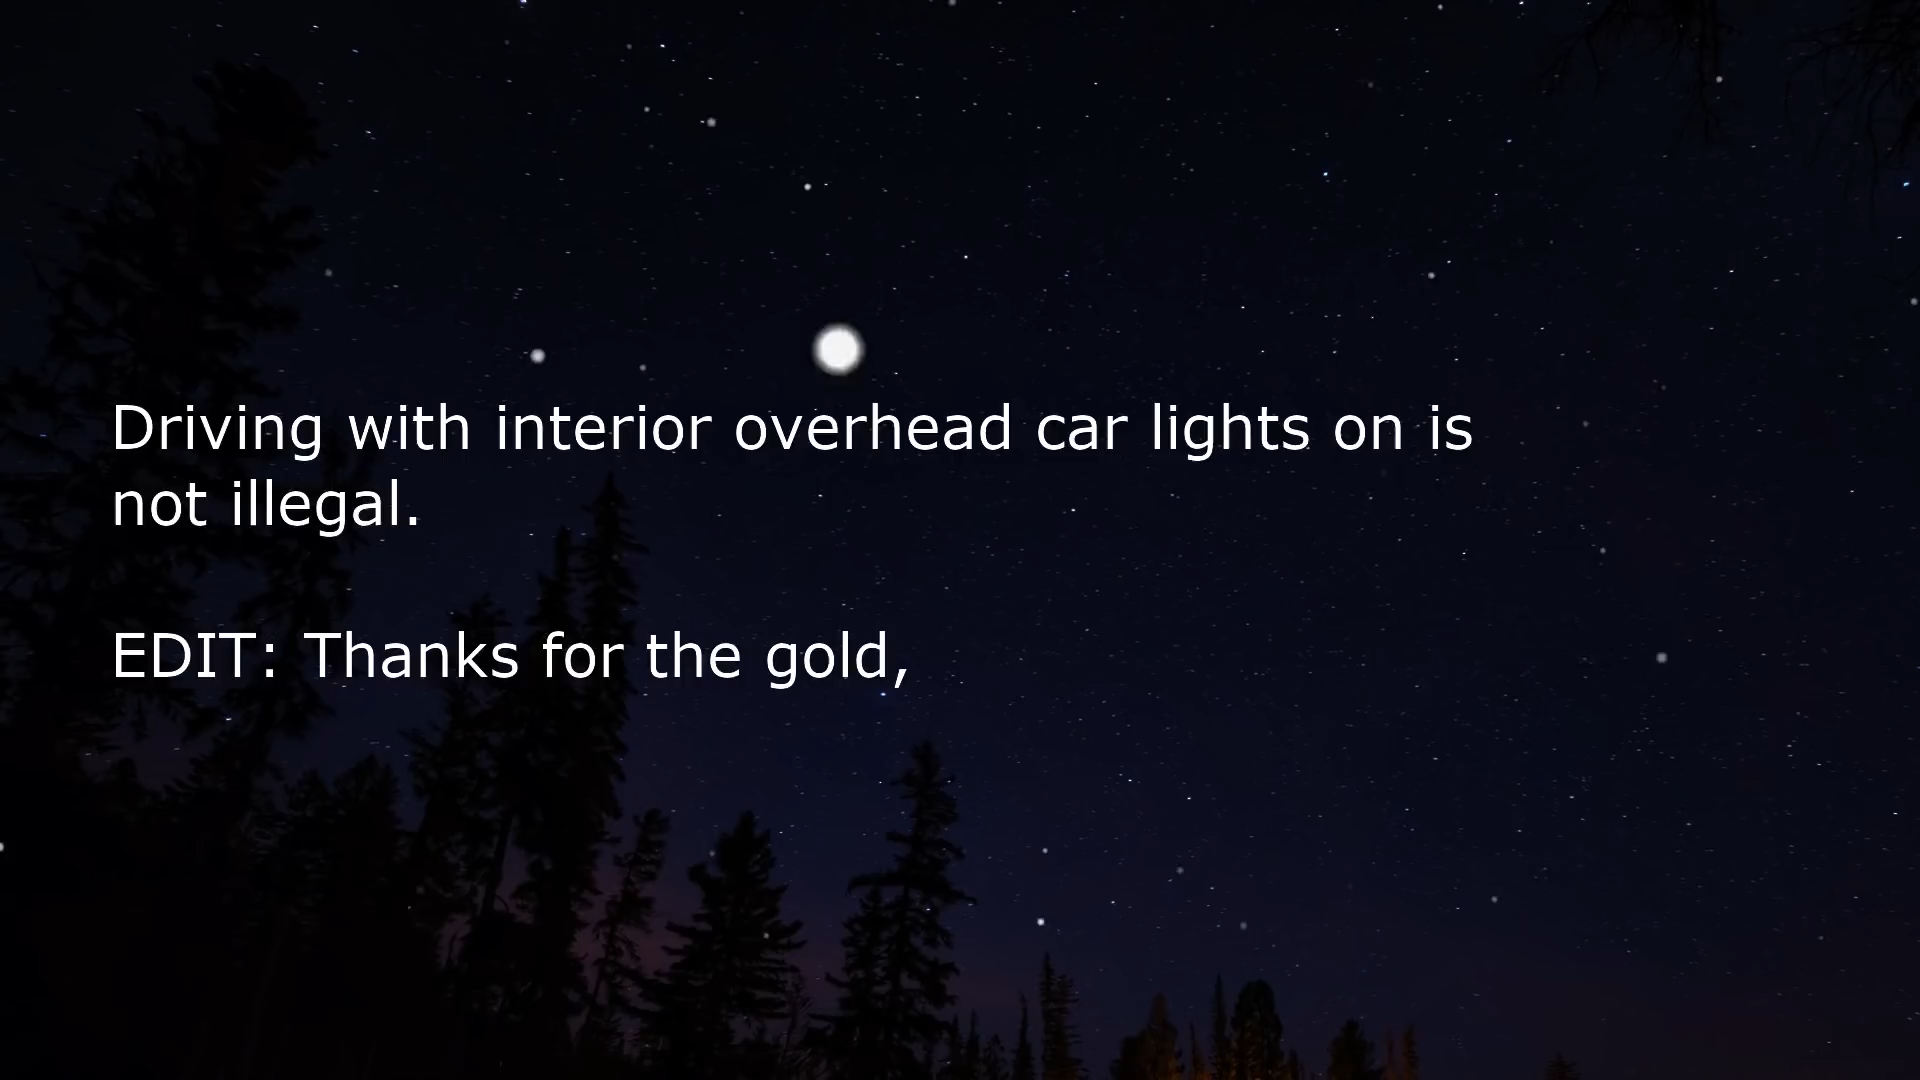 Driving with interior overhead car lights on is
not illegal.
EDIT: Thanks for the gold,